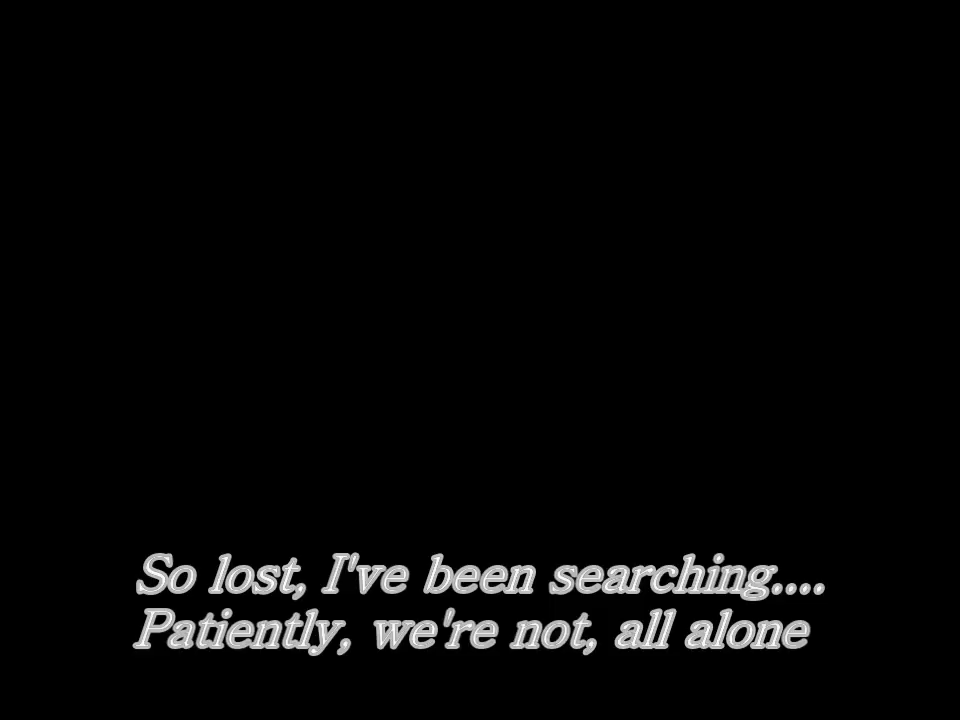 So lost, I've been searching....
Patiently, we're not, all alone